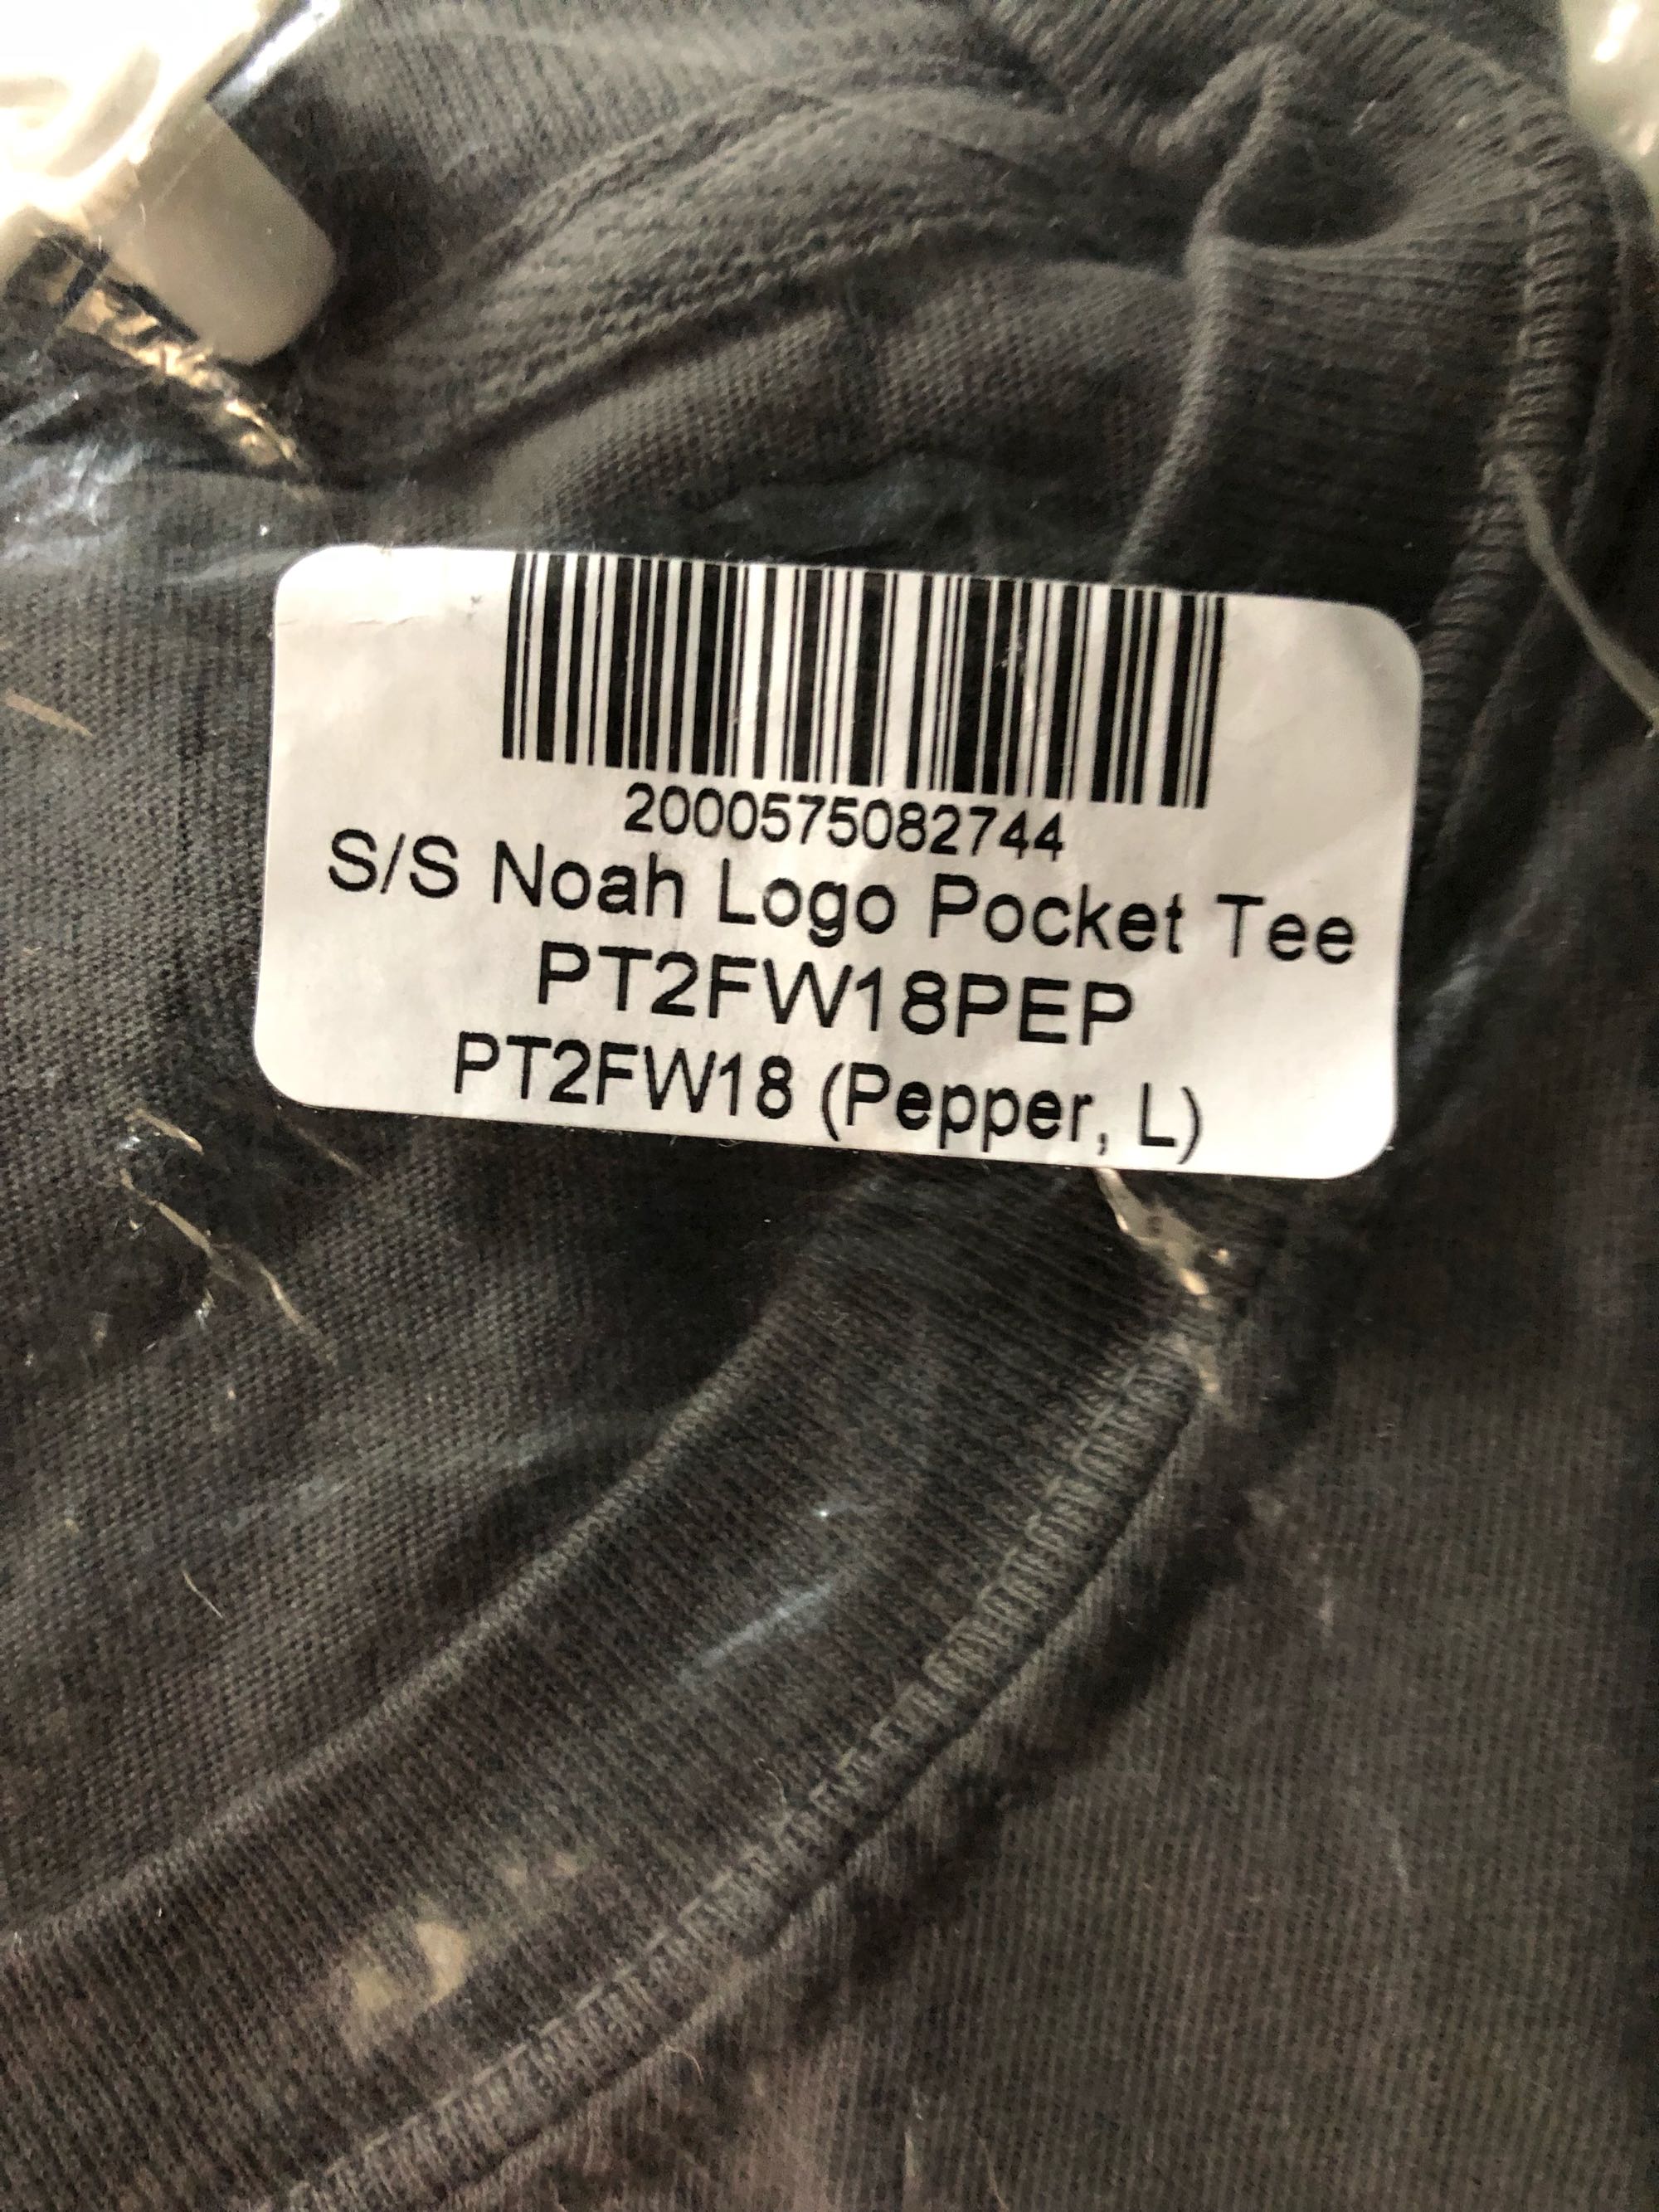 2000575082744
S/S Noah Logo Pocket Tee
PT2FW18PEP
PT2FW18 (Pepper, L)